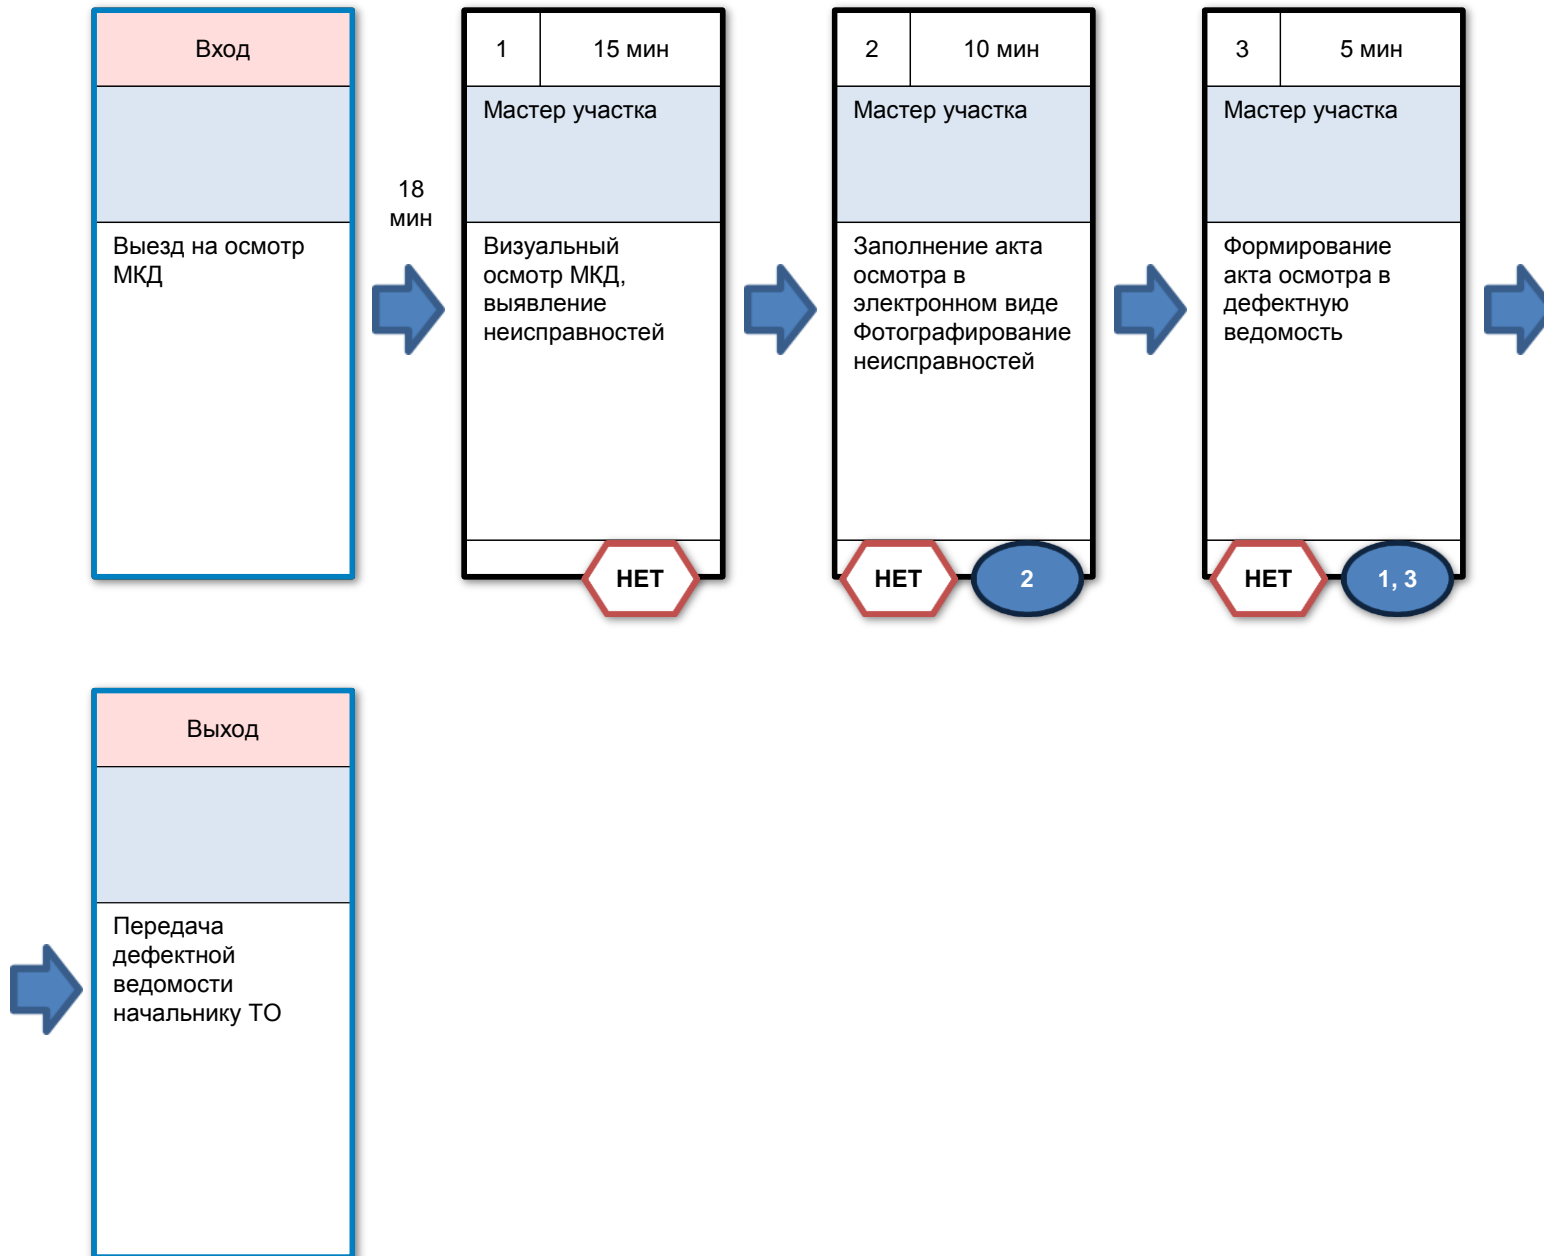 Вход
Выезд на осмотр
МКД
18
мин
1
15 мин
Мастер участка
Визуальный
осмотр МКД,
выявление
неисправностей
НЕТ
2
10 мин
Мастер участка
Заполнение акта
осмотра в
электронном виде
Фотографирование
неисправностей
НЕТ
2
3
5 мин
Мастер участка
Формирование
акта осмотра в
дефектную
ведомость
НЕТ
1, 3
Выход
Передача
дефектной
ведомости
начальнику ТО